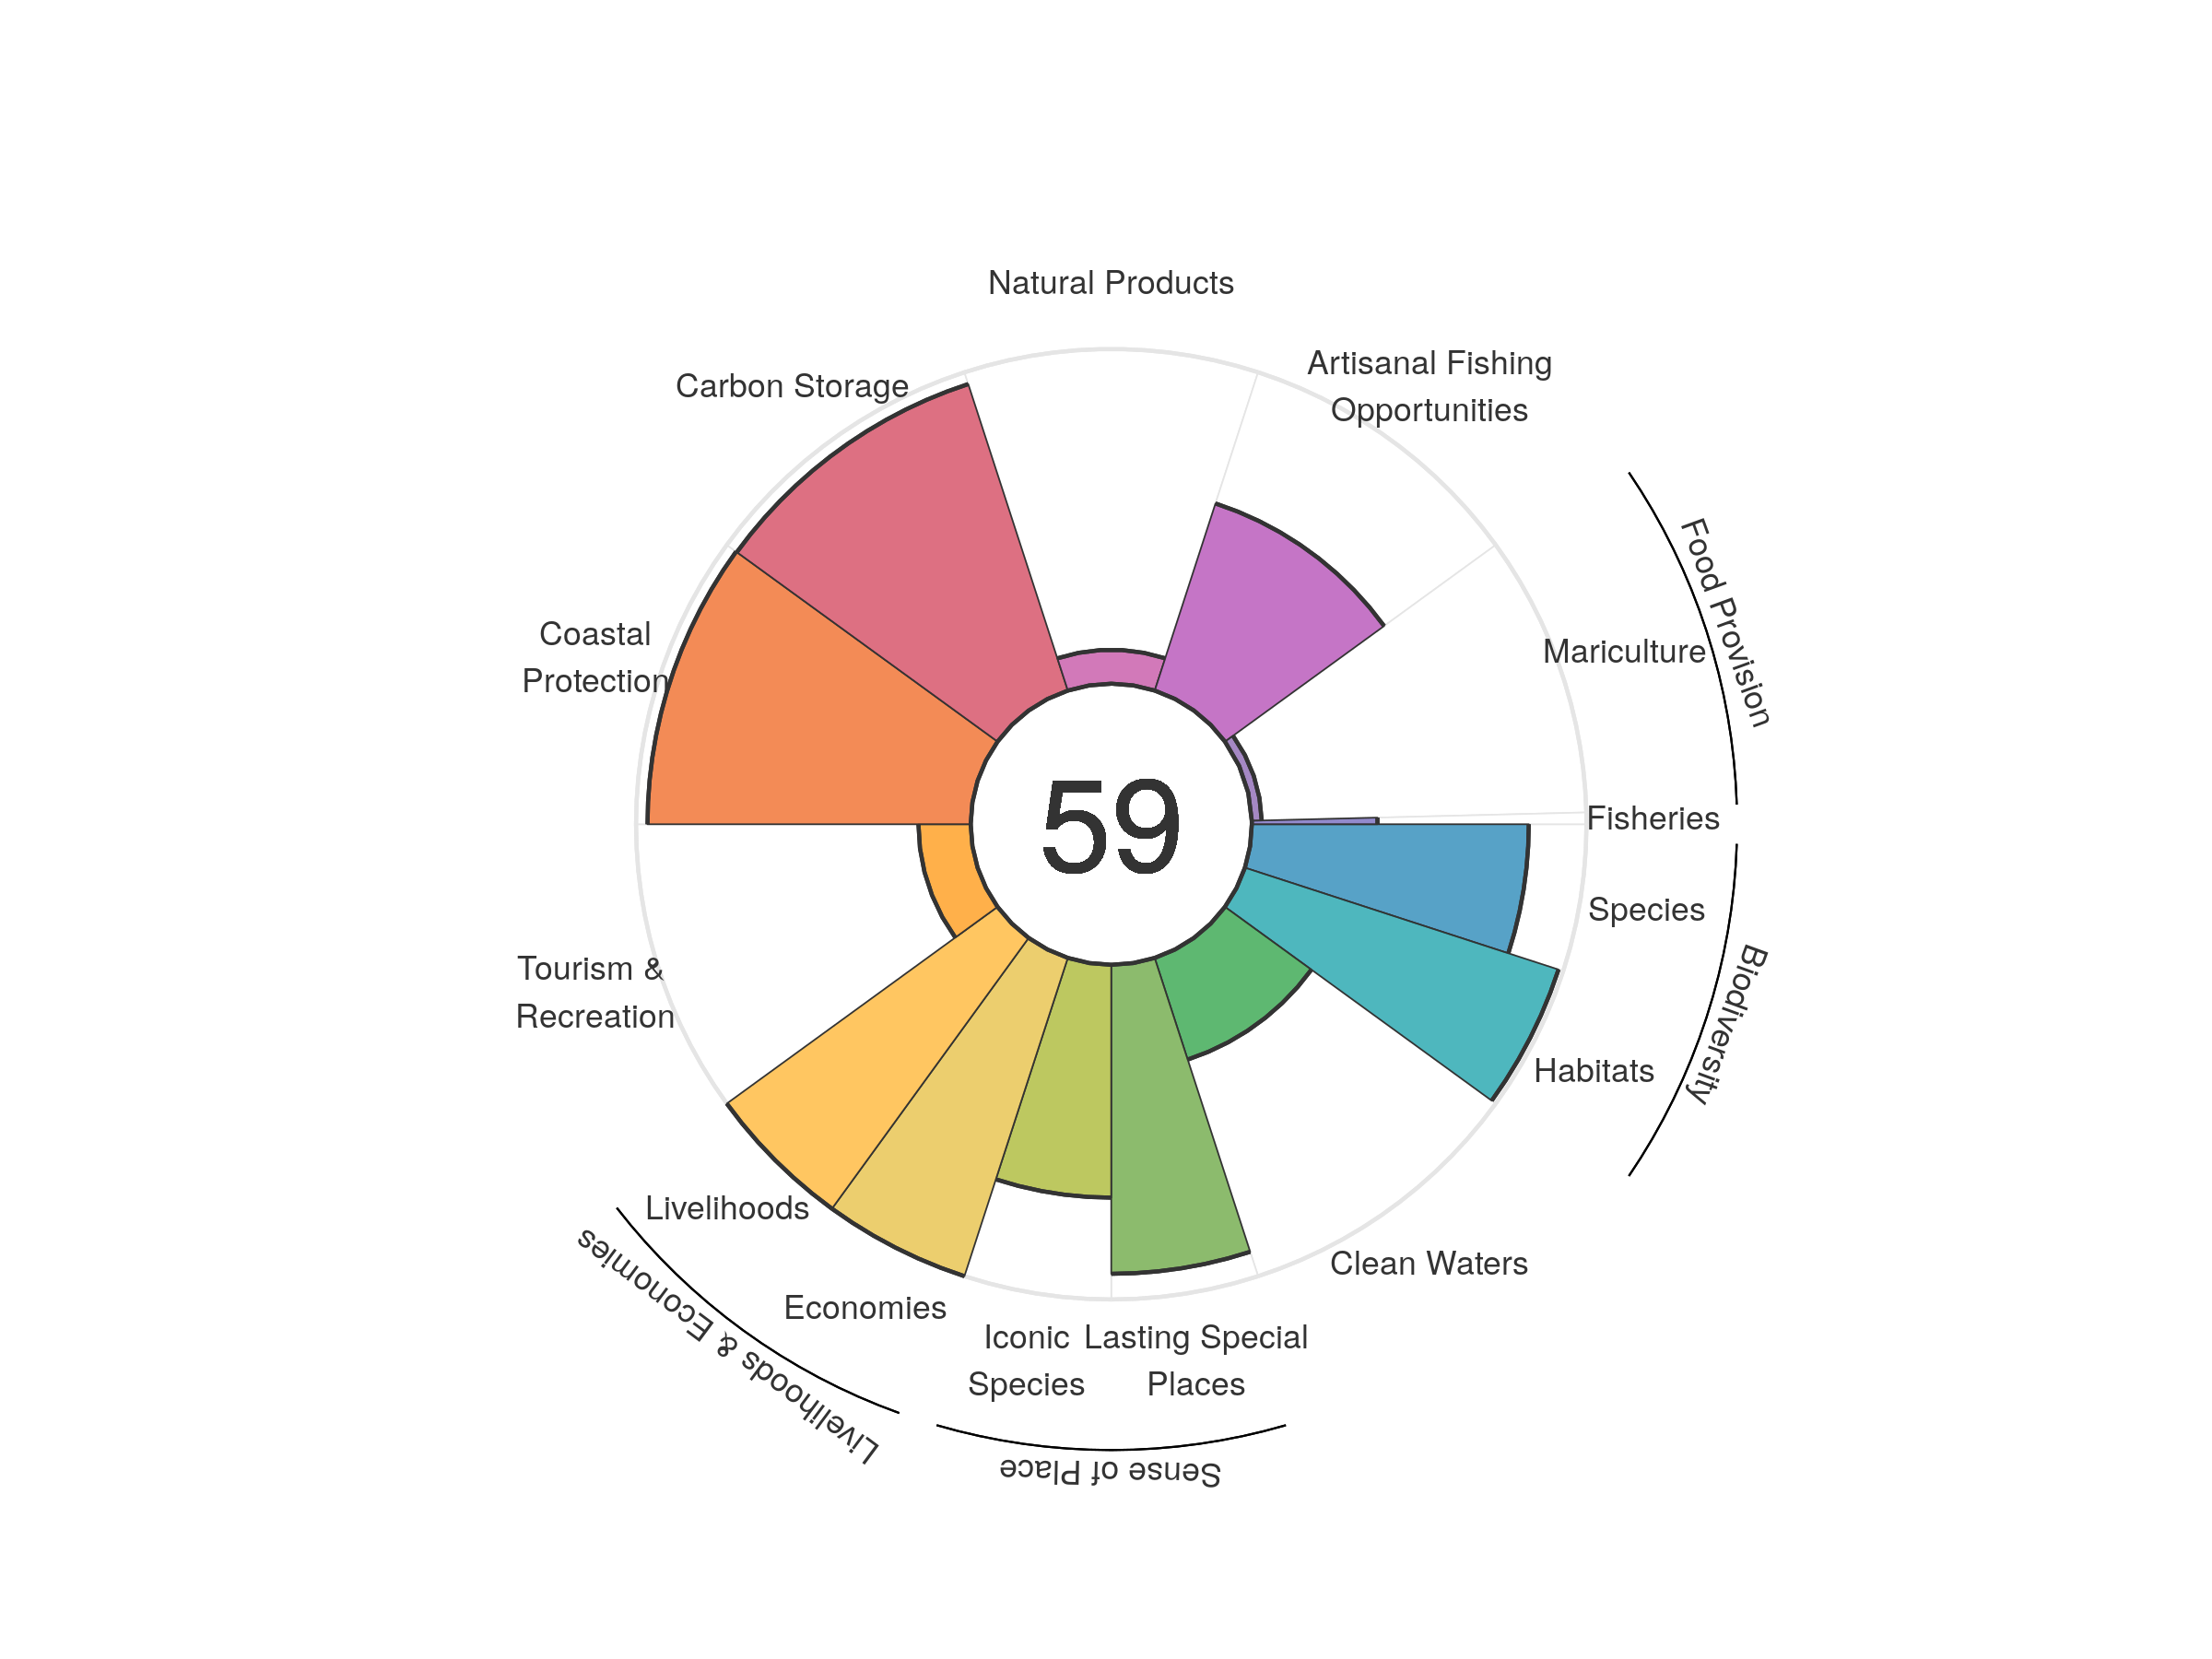 Natural Products
Artisanal Fishing
Opportunities
Carbon Storage
Food Provision
Coastal
Protection
Mariculture
59
Fisheries
Species
Biodiversity
Tourism &
Recreation
Habitats
Livelihoods
Livelihoods & Economies
Clean Waters
Economies
Iconic
Species
Lasting Special
Places
Sense of Place